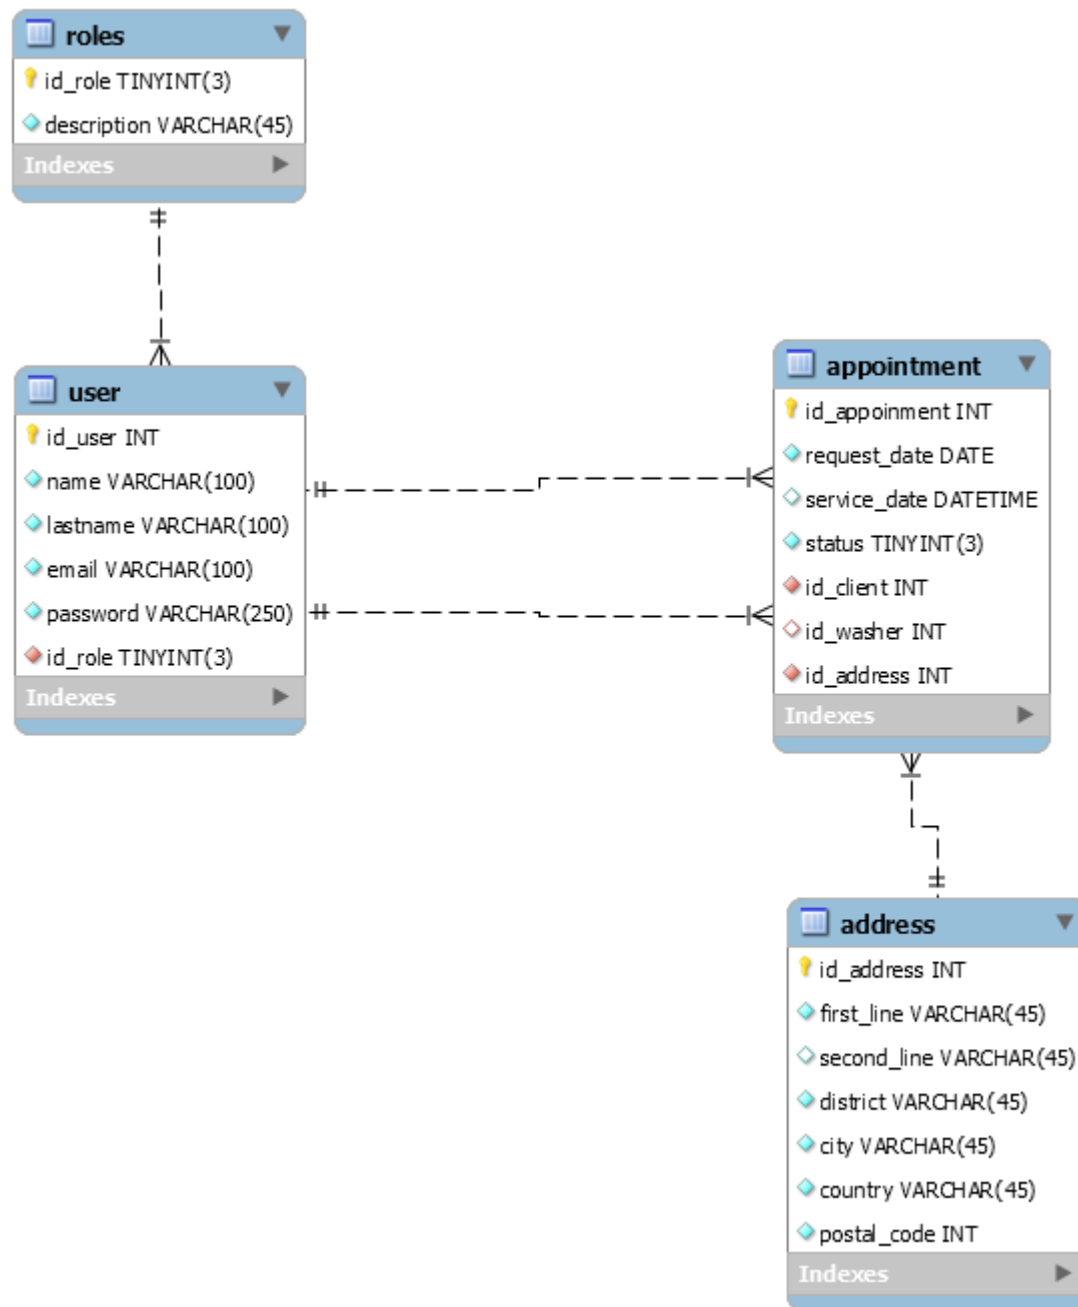 roles
id_role TINYINT(3)
description VARCHAR(45)
Indexes
user
id_user INT
name VARCHAR(100)
lastname VARCHAR(100)
email VARCHAR(100)
password VARCHAR(250)
id_role TINYINT(3)
Indexes
appointment
id_appoinment INT
request_date DATE
service_date DATETIME
status TINYINT(3)
id_client INT
id_washer INT
id_address INT
Indexes
address
id_address INT
first_line VARCHAR(45)
second_line VARCHAR(45)
district VARCHAR(45)
city VARCHAR(45)
country VARCHAR(45)
postal_code INT
Indexes